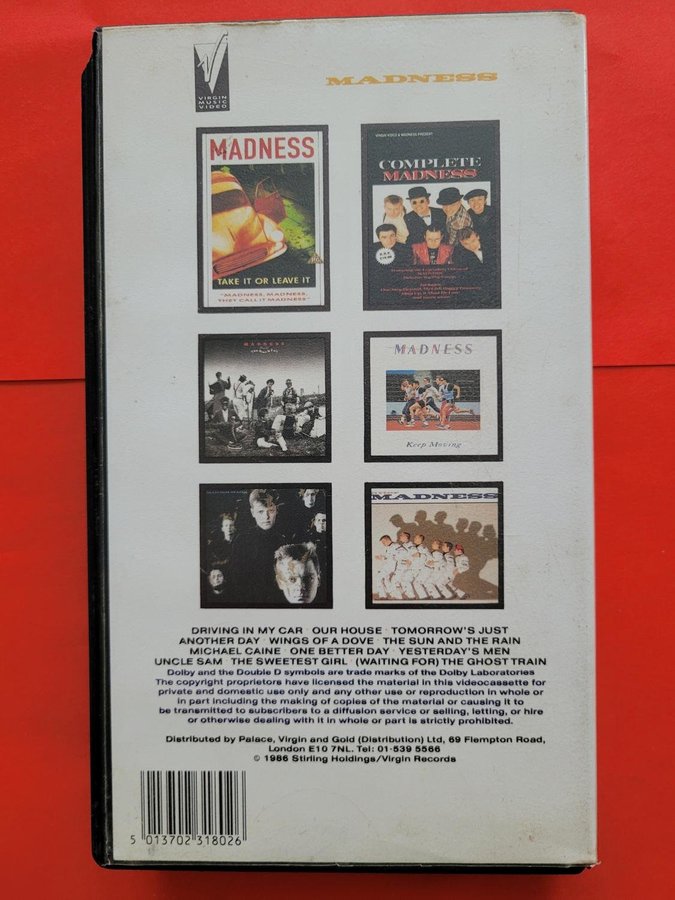 VIRGIN
MUSIC
VIDEO
MADNESS
MADNESS
TAKE IT OR LEAVE IT
"MADNESS, MADNESS,
THEY CALL IT MADNESS"
VIRGIN VIDEO & MADNESS PRESENT
COMPLETE
MADNESS
MADNESS
MADNESS
Keep Moving
MADNESS
DRIVING IN MY CAR · OUR HOUSE · TOMORROW'S JUST
ANOTHER DAY · WINGS OF A DOVE · THE SUN AND THE RAIN
MICHAEL CAINE · ONE BETTER DAY · YESTERDAY'S MEN
UNCLE SAM · THE SWEETEST GIRL · (WAITING FOR) THE GHOST TRAIN
Dolby and the Double D symbols are trade marks of the Dolby Laboratories
The copyright proprietors have licensed the material in this videocassette for
private and domestic use only and any other use or reproduction in whole or
in part including the making of copies of the material or causing it to
be transmitted to subscribers to a diffusion service or selling, letting, or hire
or otherwise dealing with it in whole or part is strictly prohibited.
Distributed by Palace, Virgin and Gold (Distribution) Ltd, 69 Flempton Road,
London E10 7NL. Tel: 01-539 5566
© 1986 Stirling Holdings/Virgin Records
5 013702 318026